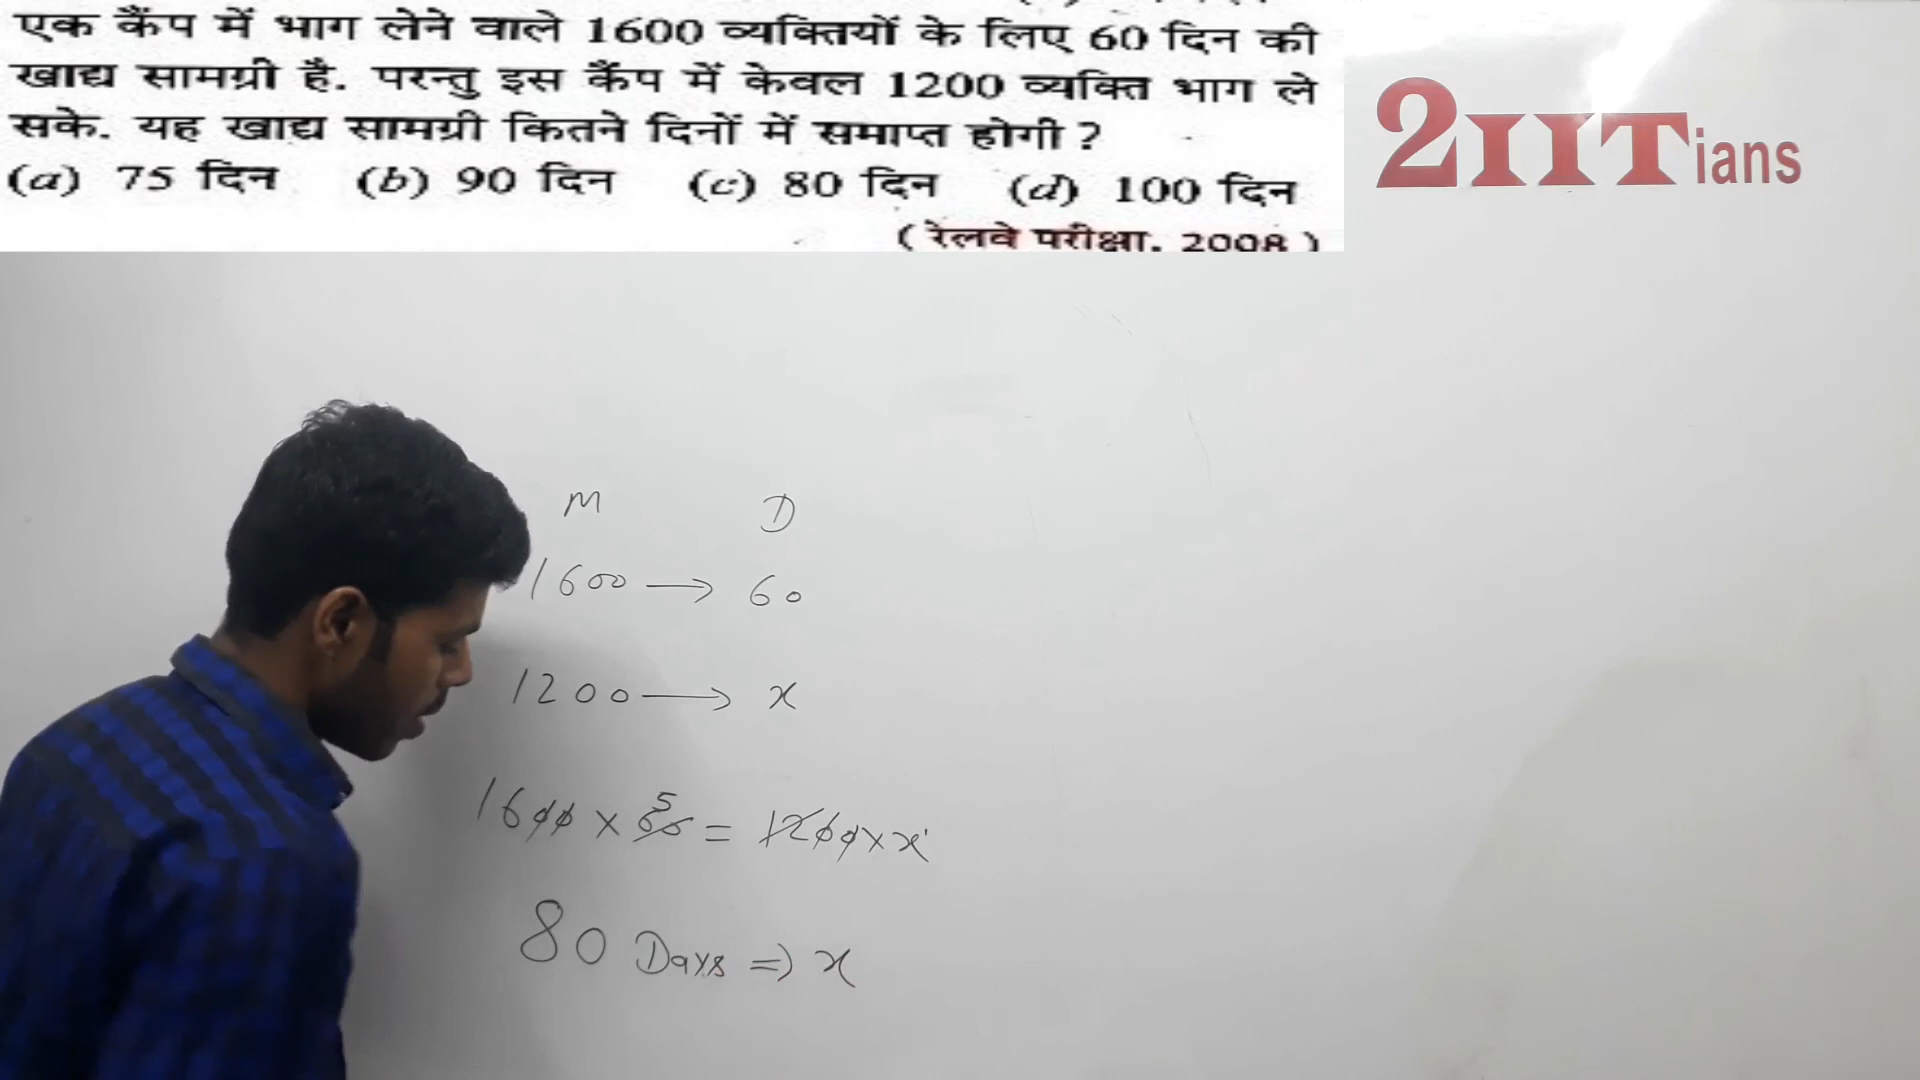 एक कैंप में भाग लेने वाले 1600 व्यक्तियों के लिए 60 दिन की
खाद्य सामग्री है. परन्तु इस कैंप में केवल 1200 व्यक्ति भाग ले
सके. यह खाद्य सामग्री कितने दिनों में समाप्त होगी ?
(a) 75 दिन (b) 90 दिन (c) 80 दिन (d) 100 दिन
(रेलवे परीक्षा. 2008)
2IITians
M D
1600 → 60
1200 → x
1600 × 60 5 = 1200 × x
80 Days ⇒ x